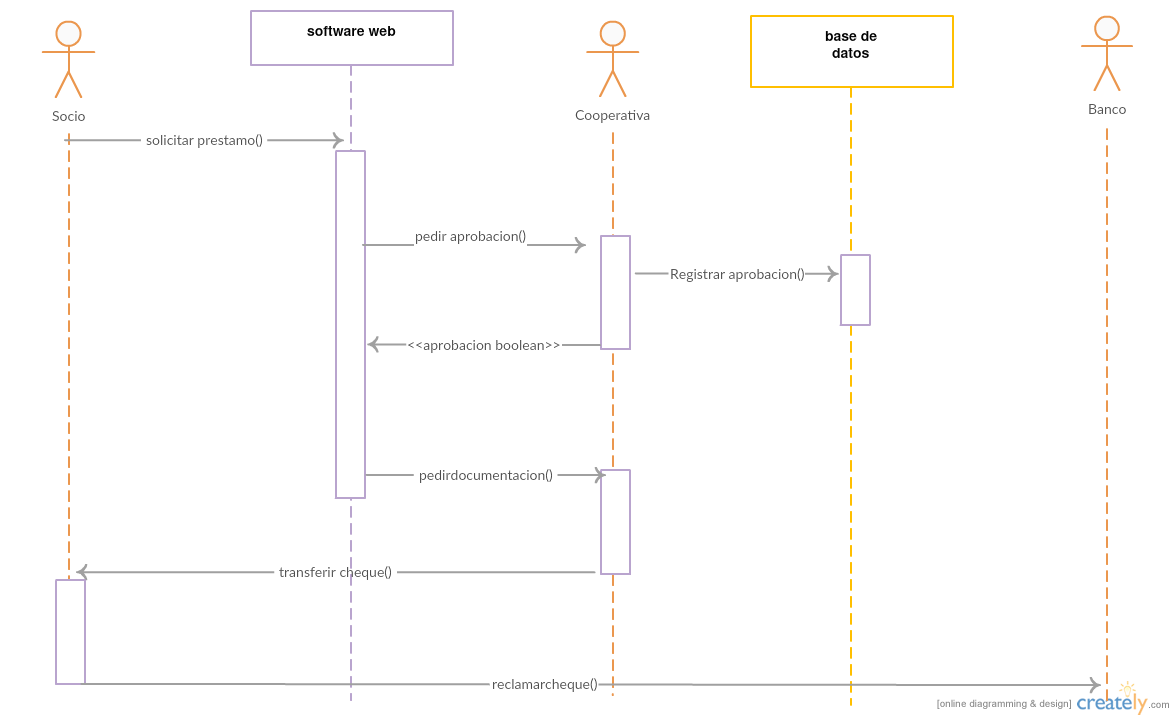 software web
base de
datos
Socio
Cooperativa
Banco
solicitar prestamo()
pedir aprobacion()
Registrar aprobacion()
<<aprobacion boolean>>
pedirdocumentacion()
transferir cheque()
reclamarcheque()
[online diagramming & design] creately.com